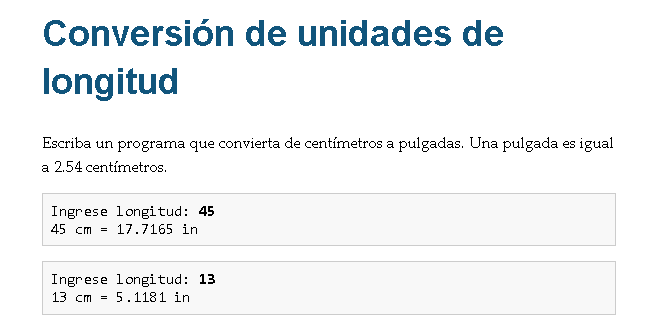 Conversión de unidades de
longitud
Escriba un programa que convierta de centímetros a pulgadas. Una pulgada es igual
a 2.54 centímetros.
Ingrese longitud: 45
45 cm = 17.7165 in
Ingrese longitud: 13
13 cm = 5.1181 in